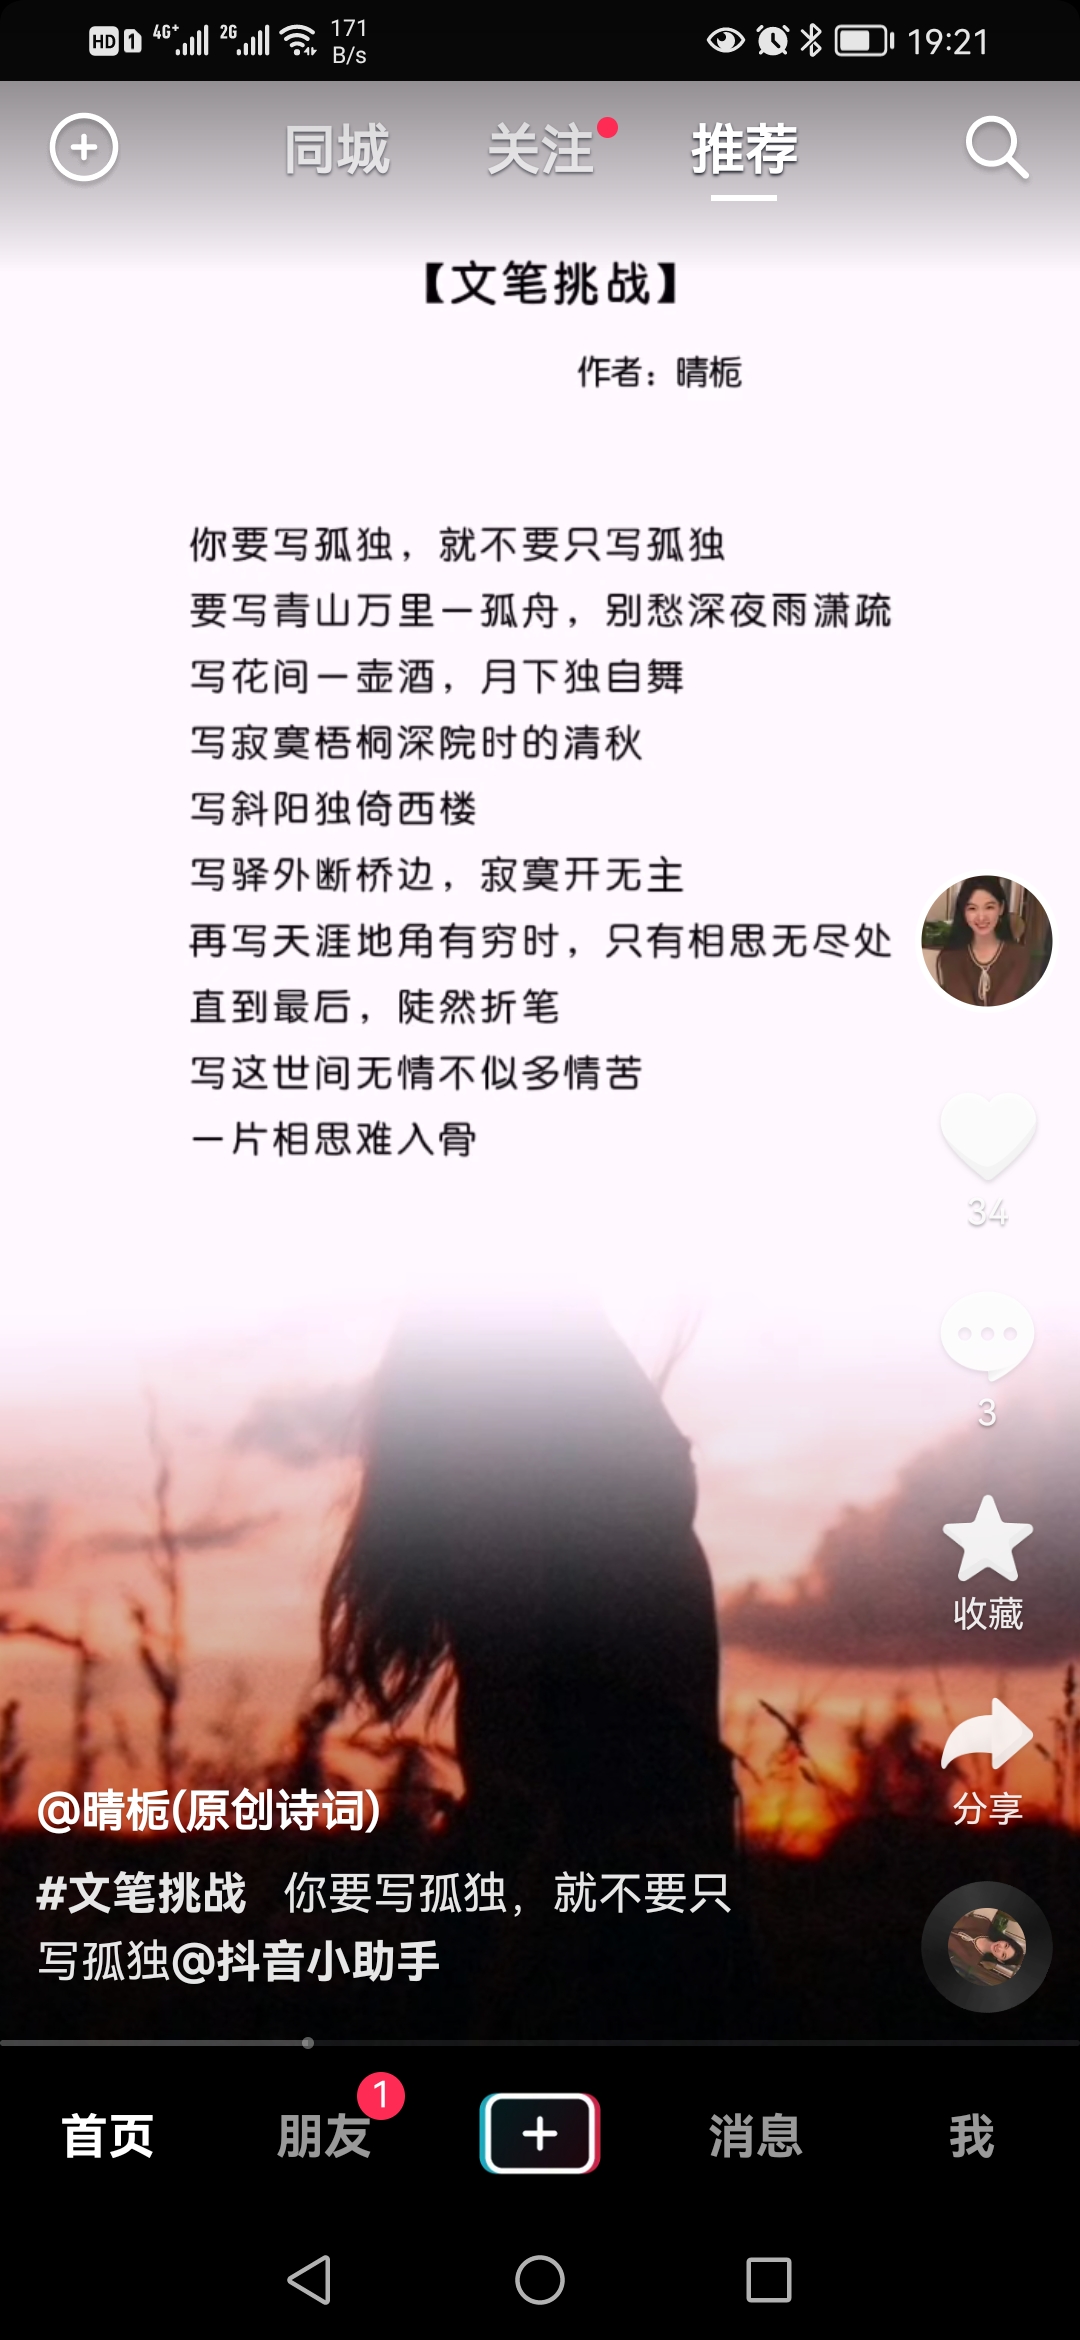 HD 1 4G+ 2G 171 B/s 19:21
同城 关注 推荐
【文笔挑战】
作者：晴栀
你要写孤独，就不要只写孤独
要写青山万里一孤舟，别愁深夜雨潇疏
写花间一壶酒，月下独自舞
写寂寞梧桐深院时的清秋
写斜阳独倚西楼
写驿外断桥边，寂寞开无主
再写天涯地角有穷时，只有相思无尽处
直到最后，陡然折笔
写这世间无情不似多情苦
一片相思难入骨
34
3
收藏
分享
@晴栀(原创诗词)
#文笔挑战 你要写孤独，就不要只
写孤独@抖音小助手
首页 朋友 1 消息 我